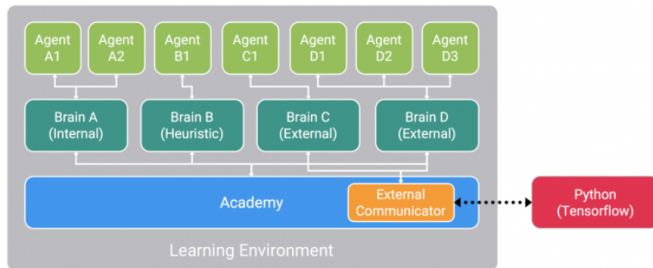 Agent
A1
Agent
A2
Agent
B1
Agent
C1
Agent
D1
Agent
D2
Agent
D3
Brain A
(Internal)
Brain B
(Heuristic)
Brain C
(External)
Brain D
(External)
Academy
External
Communicator
Python
(Tensorflow)
Learning Environment